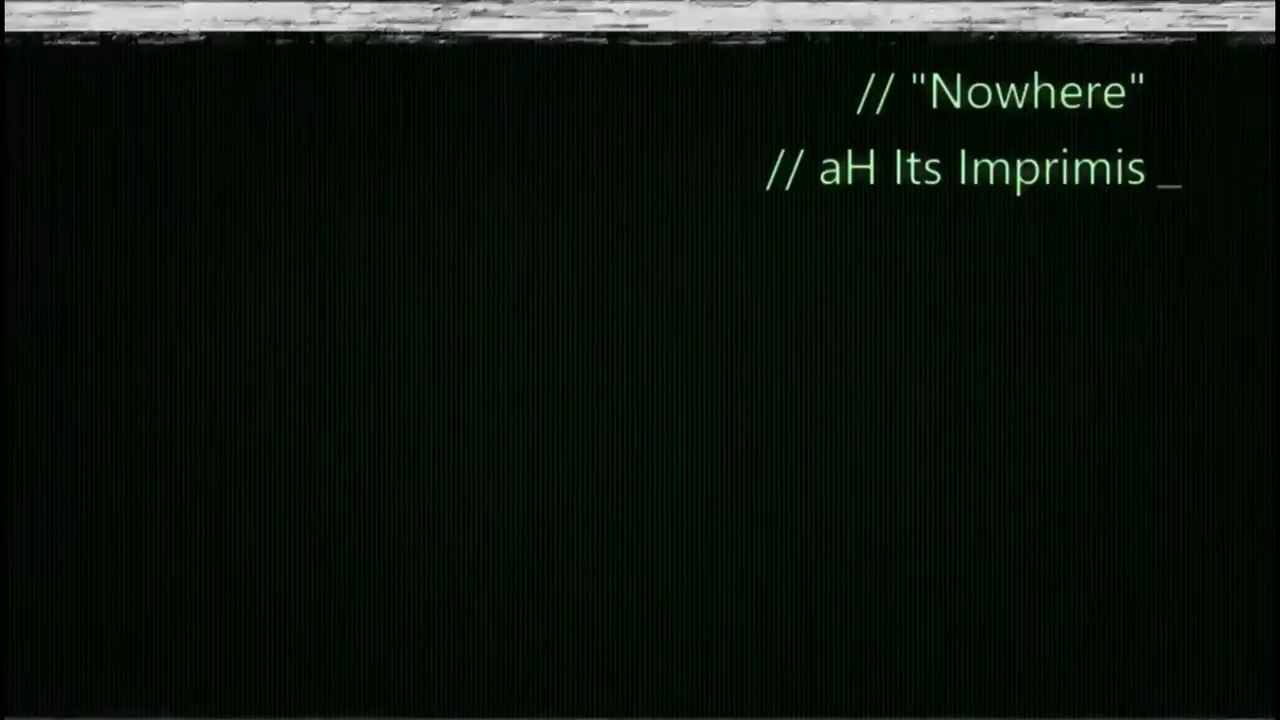 // "Nowhere"
// aH Its Imprimis _